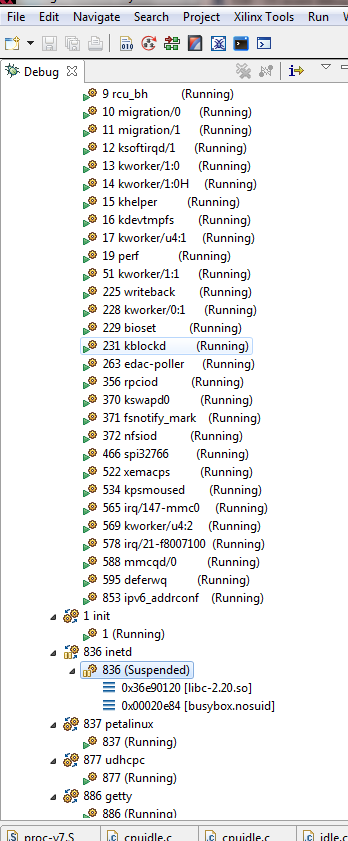 File Edit Navigate Search Project Xilinx Tools Run
Debug
9 rcu_bh (Running)
10 migration/0 (Running)
11 migration/1 (Running)
12 ksoftirqd/1 (Running)
13 kworker/1:0 (Running)
14 kworker/1:0H (Running)
15 khelper (Running)
16 kdevtmpfs (Running)
17 kworker/u4:1 (Running)
19 perf (Running)
51 kworker/1:1 (Running)
225 writeback (Running)
228 kworker/0:1 (Running)
229 bioset (Running)
231 kblockd (Running)
263 edac-poller (Running)
356 rpciod (Running)
370 kswapd0 (Running)
371 fsnotify_mark (Running)
372 nfsiod (Running)
466 spi32766 (Running)
522 xemacps (Running)
534 kpsmoused (Running)
565 irq/147-mmc0 (Running)
569 kworker/u4:2 (Running)
578 irq/21-f8007100 (Running)
588 mmcqd/0 (Running)
595 deferwq (Running)
853 ipv6_addrconf (Running)
1 init
1 (Running)
836 inetd
836 (Suspended)
0x36e90120 [libc-2.20.so]
0x00020e84 [busybox.nosuid]
837 petalinux
837 (Running)
877 udhcpc
877 (Running)
886 getty
886 (Running)
proc-v7.S cpuidle.c cpuidle.c idle.c